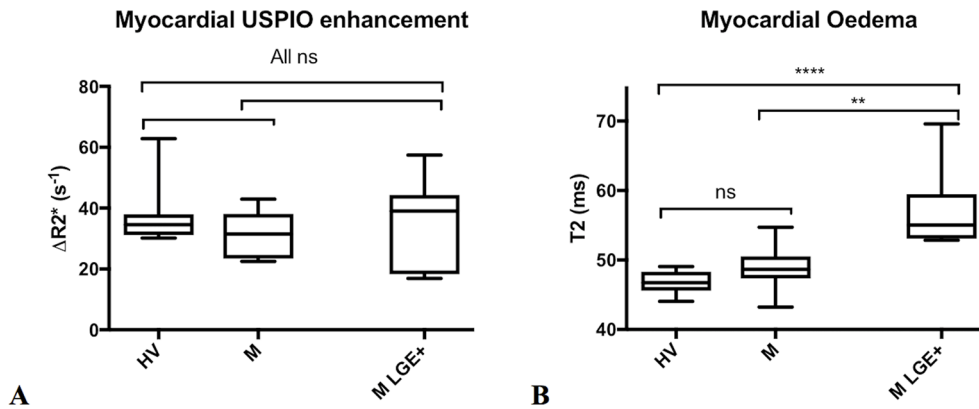 Myocardial USPIO enhancement
All ns
ΔR2* (s⁻¹)
80
60
40
20
0
HV
M
M LGE+
A
Myocardial Oedema
****
**
ns
T2 (ms)
70
60
50
40
HV
M
M LGE+
B